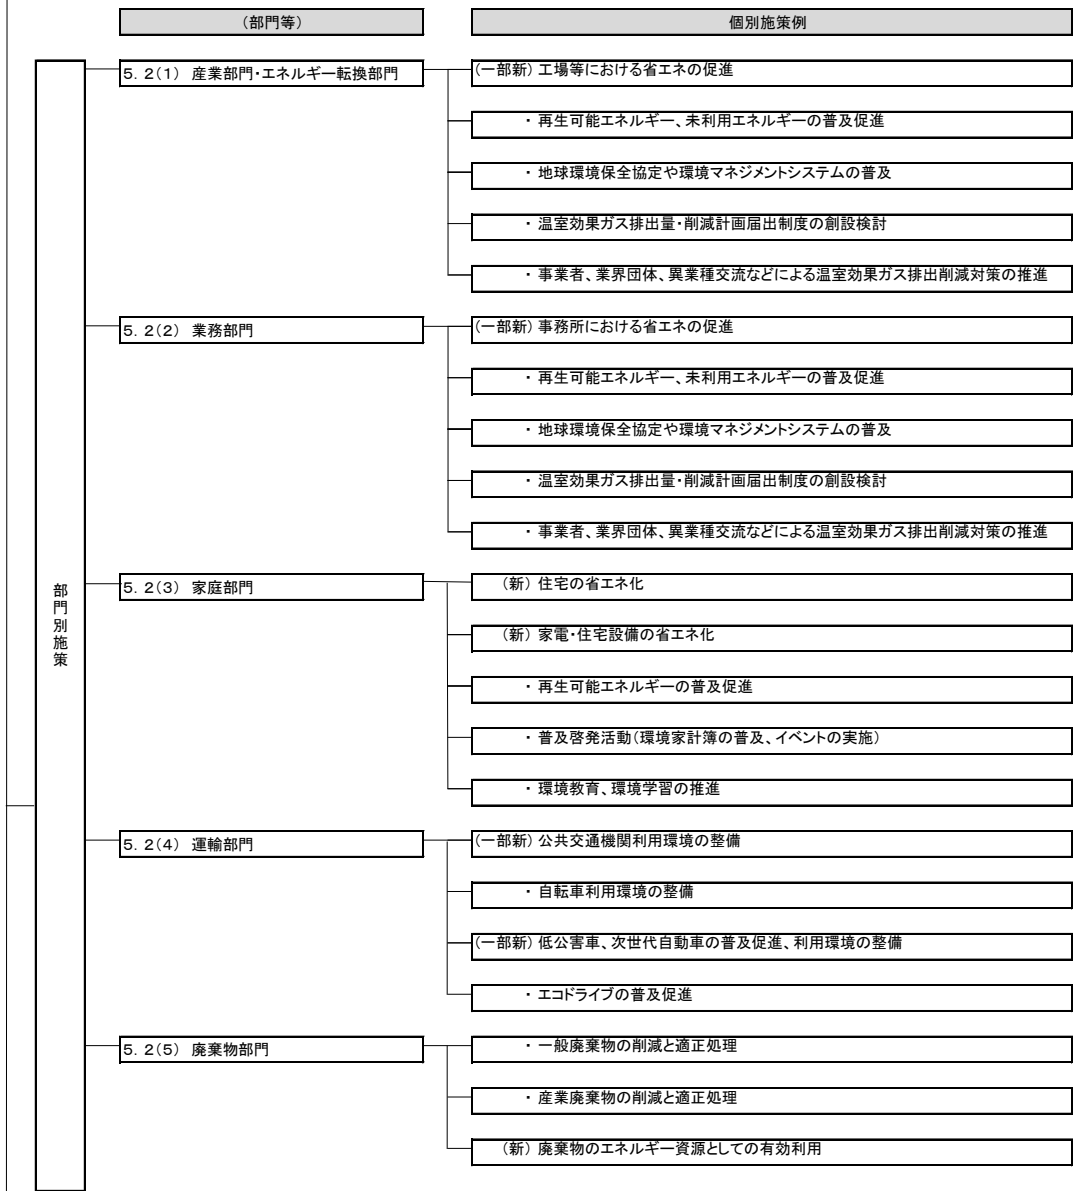 （部門等）
個別施策例
部門別施策
５．２（１） 産業部門・エネルギー転換部門
（一部新） 工場等における省エネの促進
・ 再生可能エネルギー、未利用エネルギーの普及促進
・ 地球環境保全協定や環境マネジメントシステムの普及
・ 温室効果ガス排出量・削減計画届出制度の創設検討
・ 事業者、業界団体、異業種交流などによる温室効果ガス排出削減対策の推進
５．２（２） 業務部門
（一部新） 事務所における省エネの促進
・ 再生可能エネルギー、未利用エネルギーの普及促進
・ 地球環境保全協定や環境マネジメントシステムの普及
・ 温室効果ガス排出量・削減計画届出制度の創設検討
・ 事業者、業界団体、異業種交流などによる温室効果ガス排出削減対策の推進
５．２（３） 家庭部門
（新） 住宅の省エネ化
（新） 家電・住宅設備の省エネ化
・ 再生可能エネルギーの普及促進
・ 普及啓発活動（環境家計簿の普及、イベントの実施）
・ 環境教育、環境学習の推進
５．２（４） 運輸部門
（一部新） 公共交通機関利用環境の整備
・ 自転車利用環境の整備
（一部新） 低公害車、次世代自動車の普及促進、利用環境の整備
・ エコドライブの普及促進
５．２（５） 廃棄物部門
・ 一般廃棄物の削減と適正処理
・ 産業廃棄物の削減と適正処理
（新） 廃棄物のエネルギー資源としての有効利用